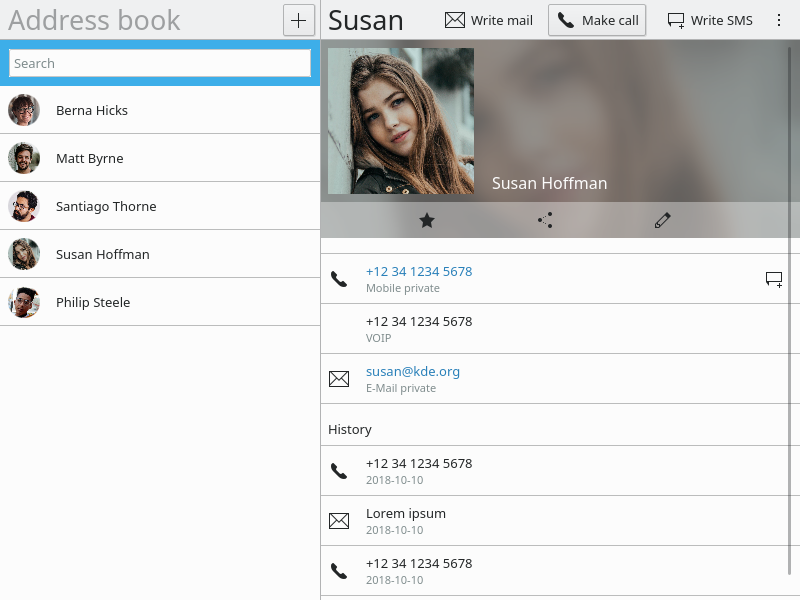 Address book
Search
Berna Hicks
Matt Byrne
Santiago Thorne
Susan Hoffman
Philip Steele
Susan
Write mail
Make call
Write SMS
Susan Hoffman
+12 34 1234 5678
Mobile private
+12 34 1234 5678
VOIP
susan@kde.org
E-Mail private
History
+12 34 1234 5678
2018-10-10
Lorem ipsum
2018-10-10
+12 34 1234 5678
2018-10-10